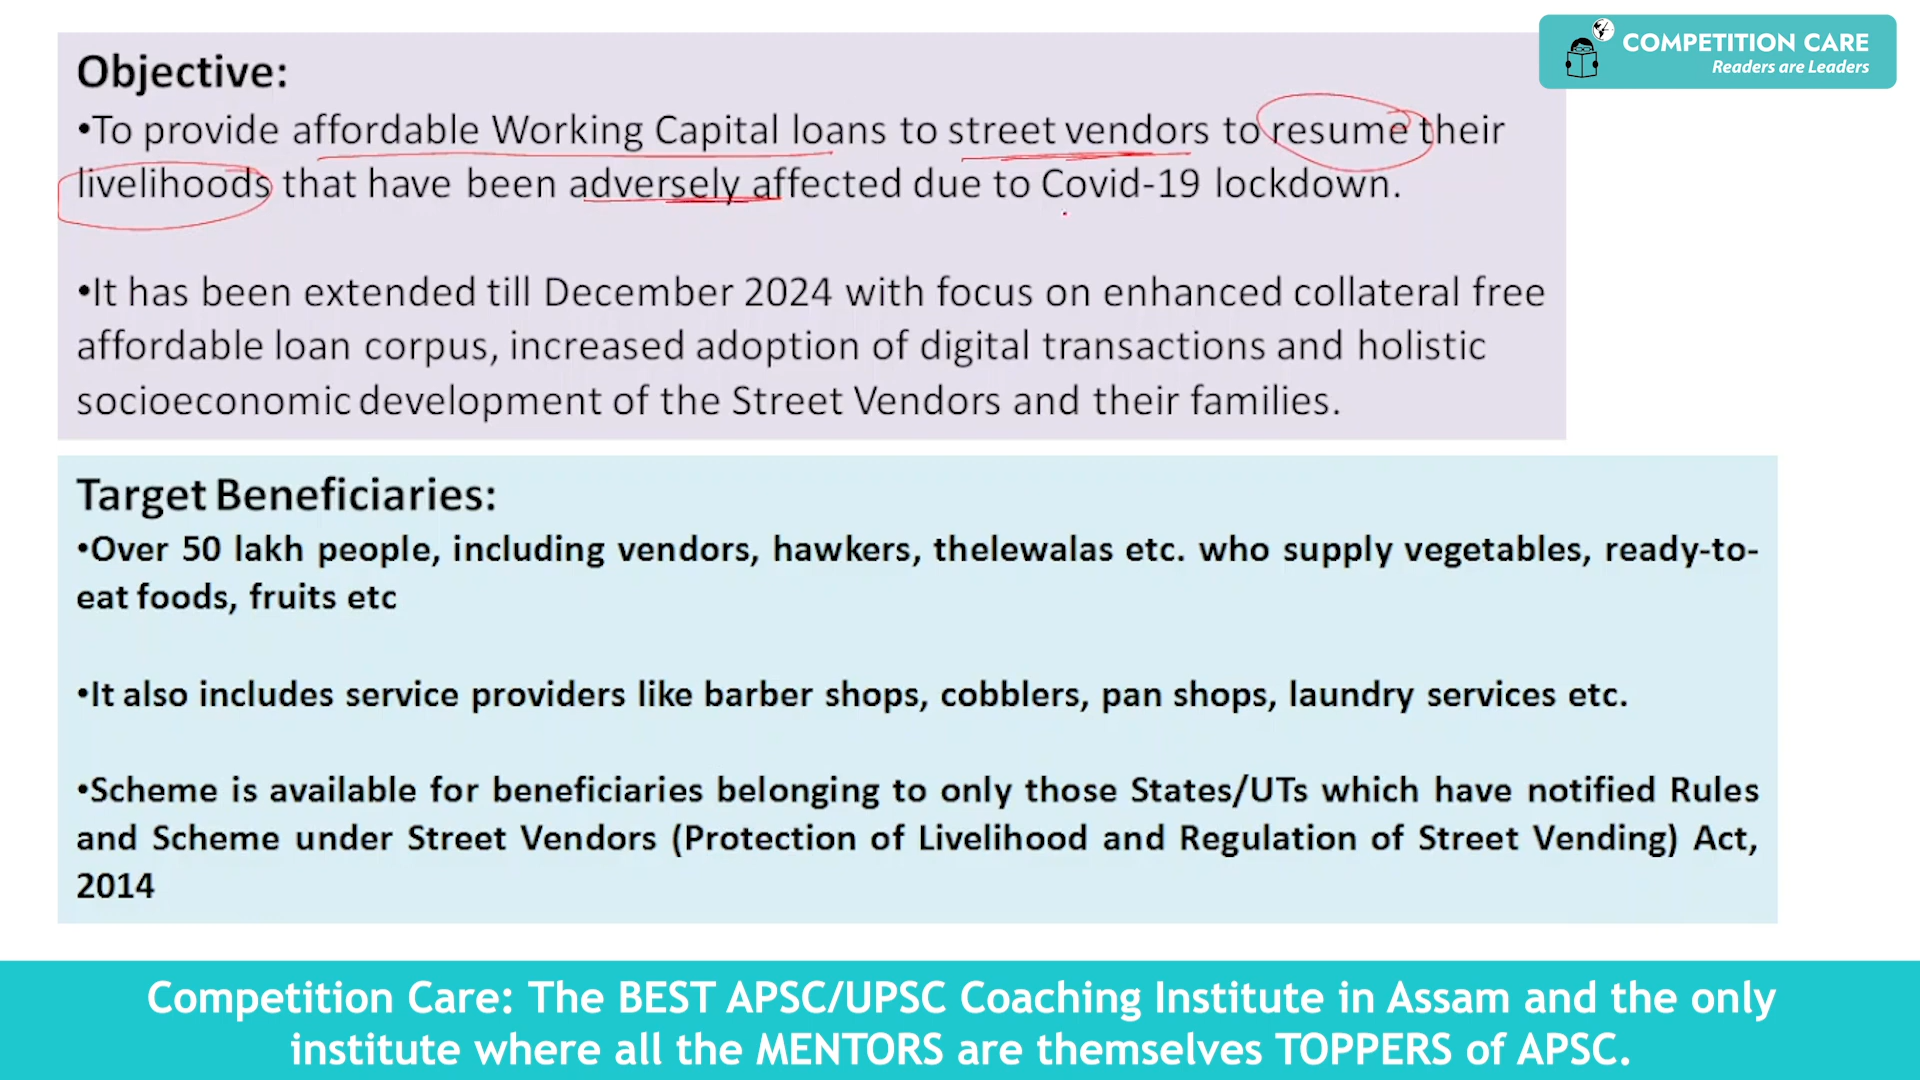 COMPETITION CARE
Readers are Leaders
Objective:
•To provide affordable Working Capital loans to street vendors to resume their
livelihoods that have been adversely affected due to Covid-19 lockdown.
•It has been extended till December 2024 with focus on enhanced collateral free
affordable loan corpus, increased adoption of digital transactions and holistic
socioeconomic development of the Street Vendors and their families.
Target Beneficiaries:
•Over 50 lakh people, including vendors, hawkers, thelewalas etc. who supply vegetables, ready-to-
eat foods, fruits etc
•It also includes service providers like barber shops, cobblers, pan shops, laundry services etc.
•Scheme is available for beneficiaries belonging to only those States/UTs which have notified Rules
and Scheme under Street Vendors (Protection of Livelihood and Regulation of Street Vending) Act,
2014
Competition Care: The BEST APSC/UPSC Coaching Institute in Assam and the only
institute where all the MENTORS are themselves TOPPERS of APSC.